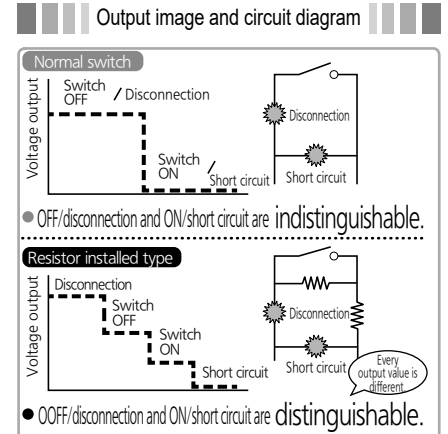 Output image and circuit diagram
Normal switch
Voltage output
Switch
OFF
/ Disconnection
Switch
ON
/ Short circuit
Disconnection
Short circuit
● OFF/disconnection and ON/short circuit are indistinguishable.
Resistor installed type
Voltage output
Disconnection
Switch
OFF
Switch
ON
Short circuit
Disconnection
Short circuit
Every
output value is
different.
● OOFF/disconnection and ON/short circuit are distinguishable.